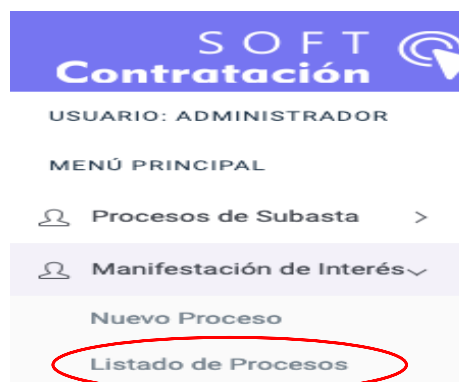 SOFT
Contratación
USUARIO: ADMINISTRADOR
MENÚ PRINCIPAL
Procesos de Subasta
Manifestación de Interés
Nuevo Proceso
Listado de Procesos